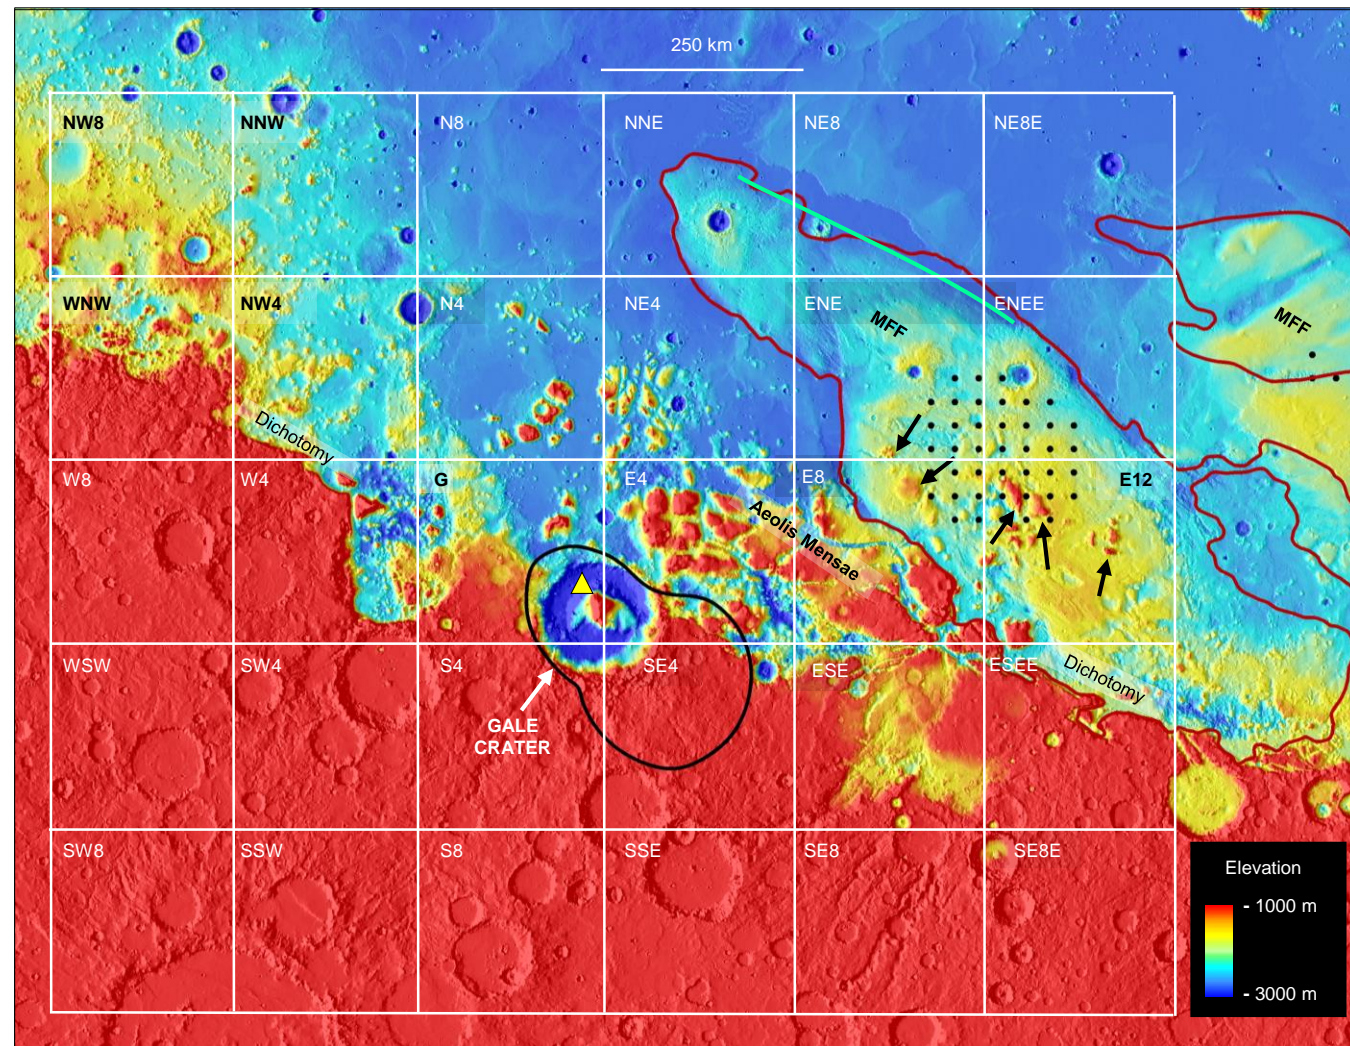 250 km
NW8
NNW
N8
NNE
NE8
NE8E
WNW
NW4
N4
NE4
ENE
ENEE
MFF
MFF
Dichotomy
W8
W4
G
E4
E8
E12
Aeolis Mensae
WSW
SW4
S4
SE4
ESE
ESEE
Dichotomy
GALE
CRATER
SW8
SSW
S8
SSE
SE8
SE8E
Elevation
- 1000 m
- 3000 m